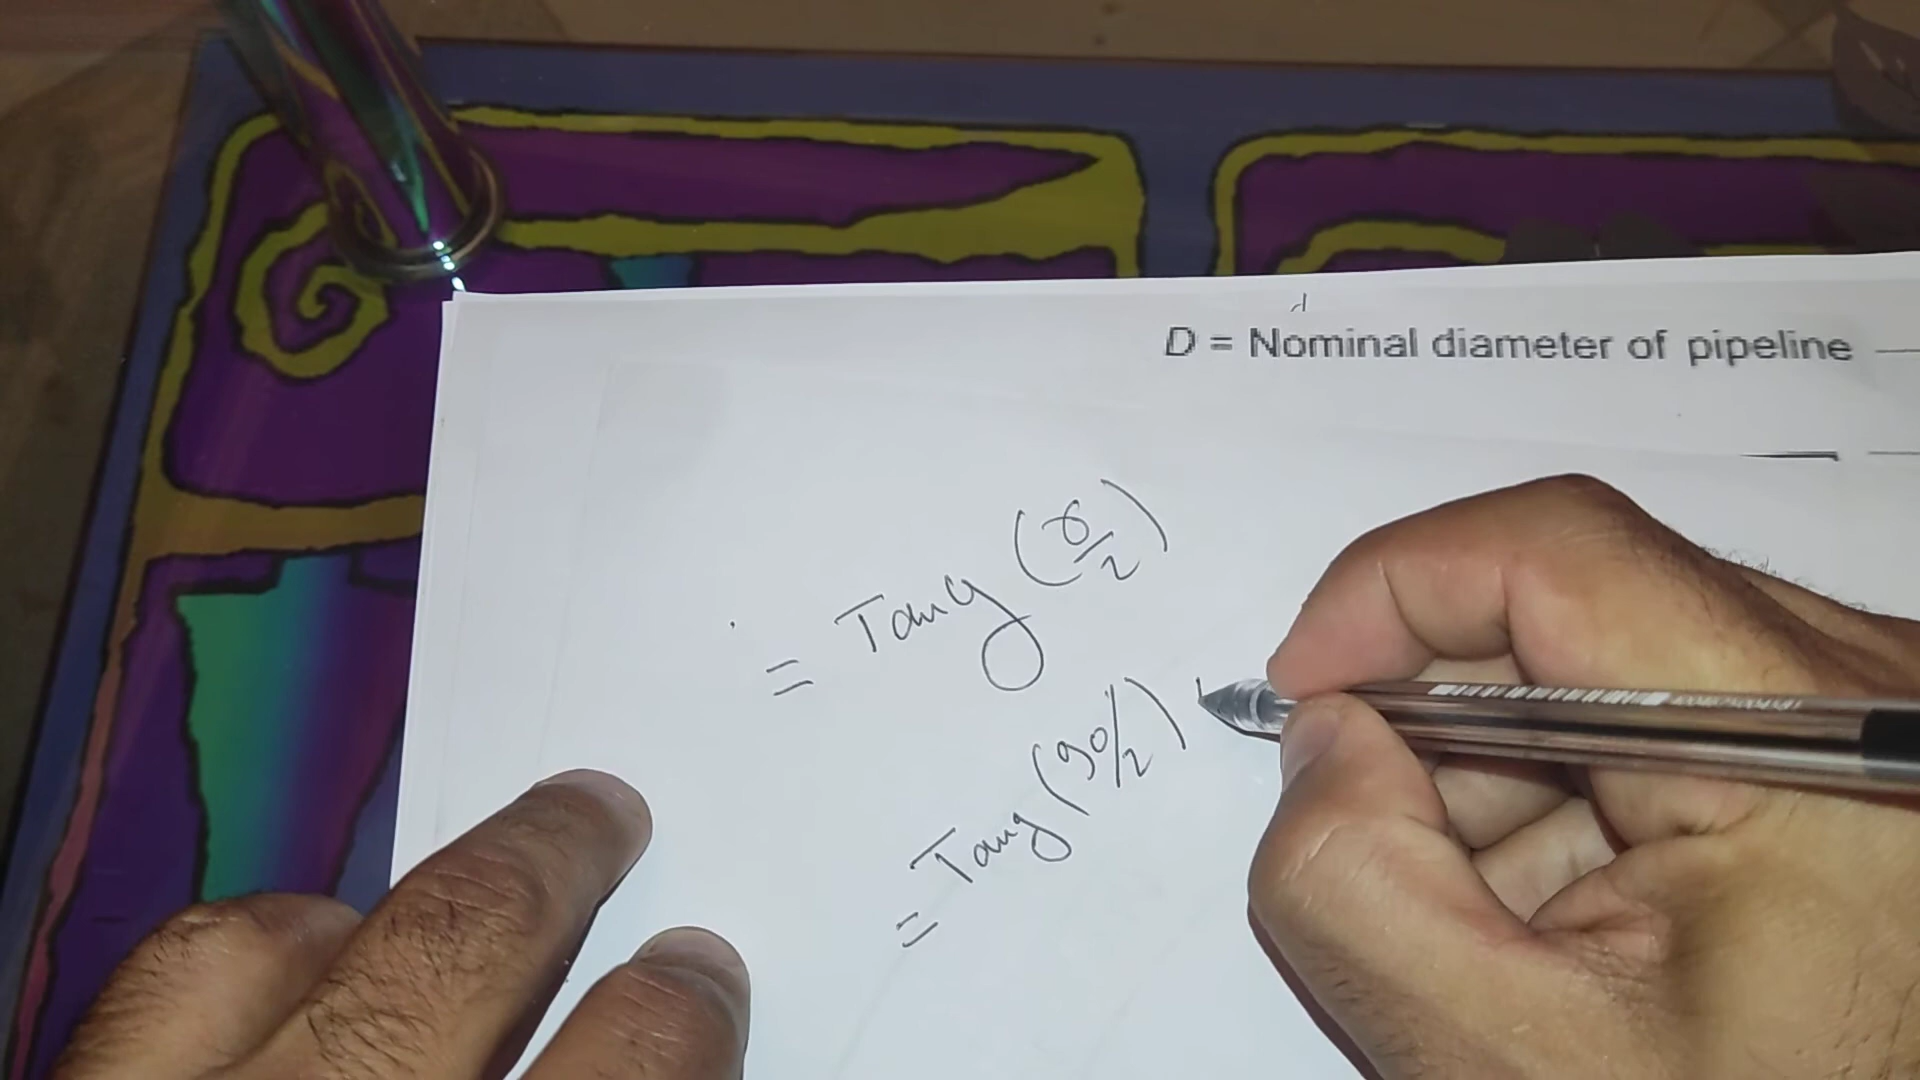 D = Nominal diameter of pipeline
= Tang (γ/2)
= Tang (90/2)